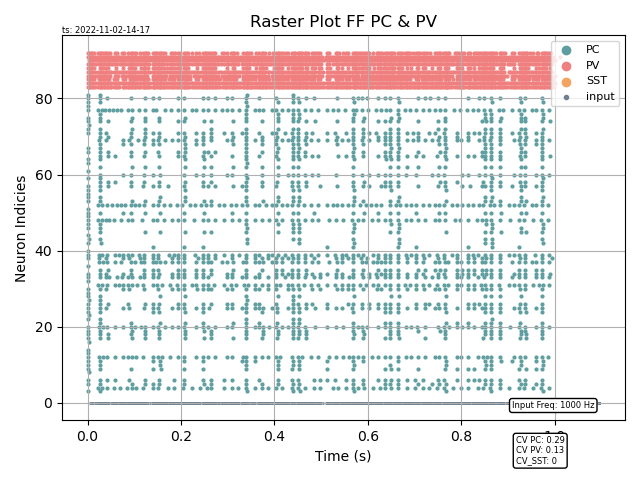 Raster Plot FF PC & PV
ts: 2022-11-02-14-17
PC
PV
SST
input
80
60
40
20
0
Neuron Indicies
Input Freq: 1000 Hz
0.0 0.2 0.4 0.6 0.8 1.0
Time (s)
CV PC: 0.29
CV PV: 0.13
CV_SST: 0